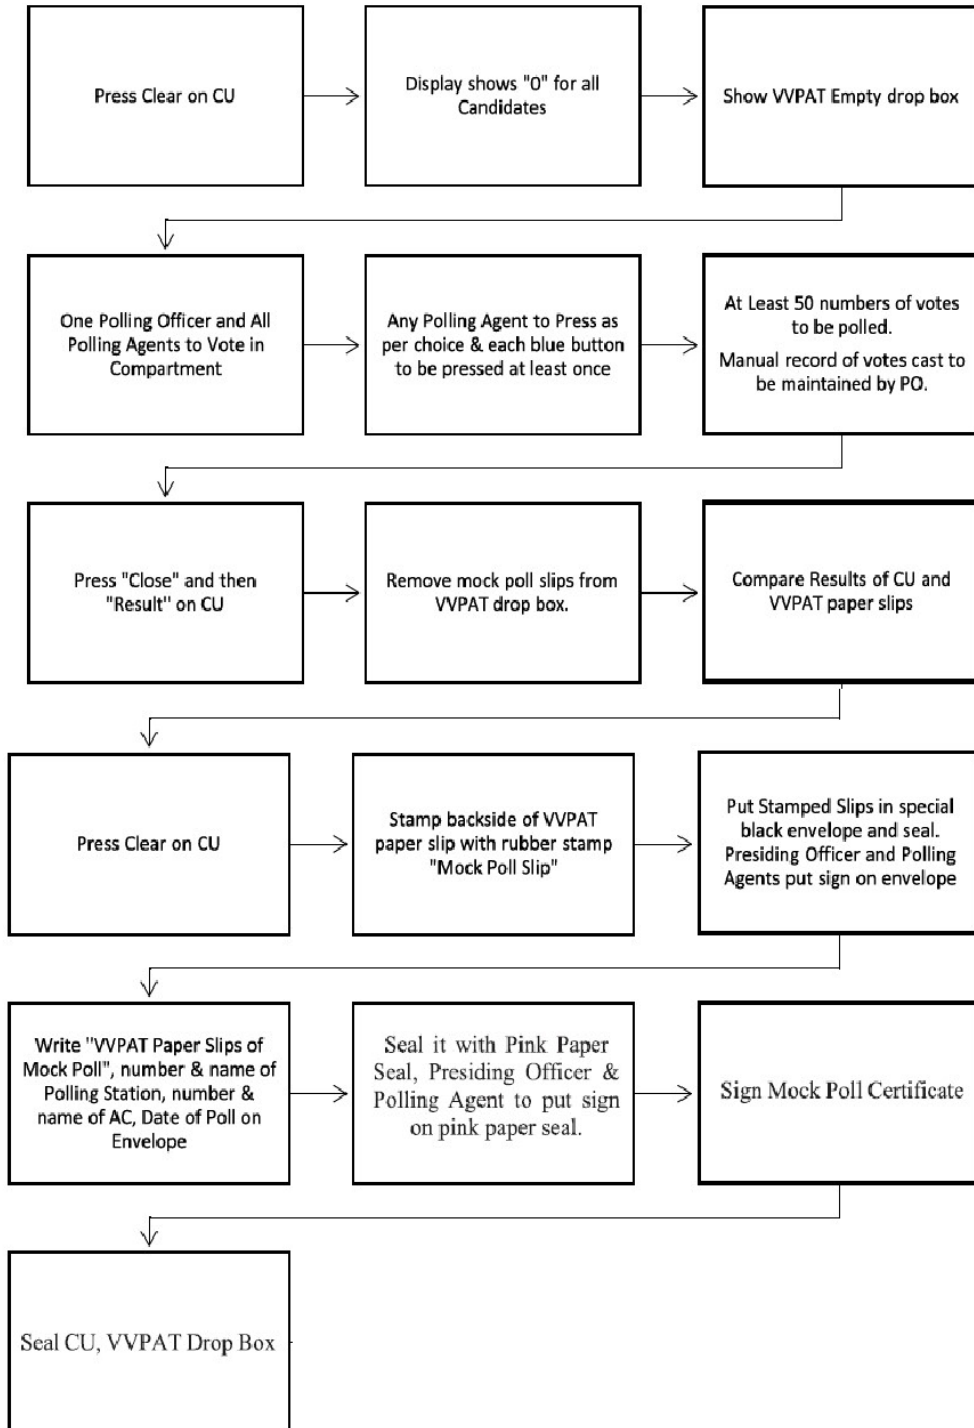 Press Clear on CU
Display shows "0" for all
Candidates
Show VVPAT Empty drop box
One Polling Officer and All
Polling Agents to Vote in
Compartment
Any Polling Agent to Press as
per choice & each blue button
to be pressed at least once
At Least 50 numbers of votes
to be polled.
Manual record of votes cast to
be maintained by PO.
Press "Close" and then
"Result" on CU
Remove mock poll slips from
VVPAT drop box.
Compare Results of CU and
VVPAT paper slips
Press Clear on CU
Stamp backside of VVPAT
paper slip with rubber stamp
"Mock Poll Slip"
Put Stamped Slips in special
black envelope and seal.
Presiding Officer and Polling
Agents put sign on envelope
Write "VVPAT Paper Slips of
Mock Poll", number & name of
Polling Station, number &
name of AC, Date of Poll on
Envelope
Seal it with Pink Paper
Seal, Presiding Officer &
Polling Agent to put sign
on pink paper seal.
Sign Mock Poll Certificate
Seal CU, VVPAT Drop Box